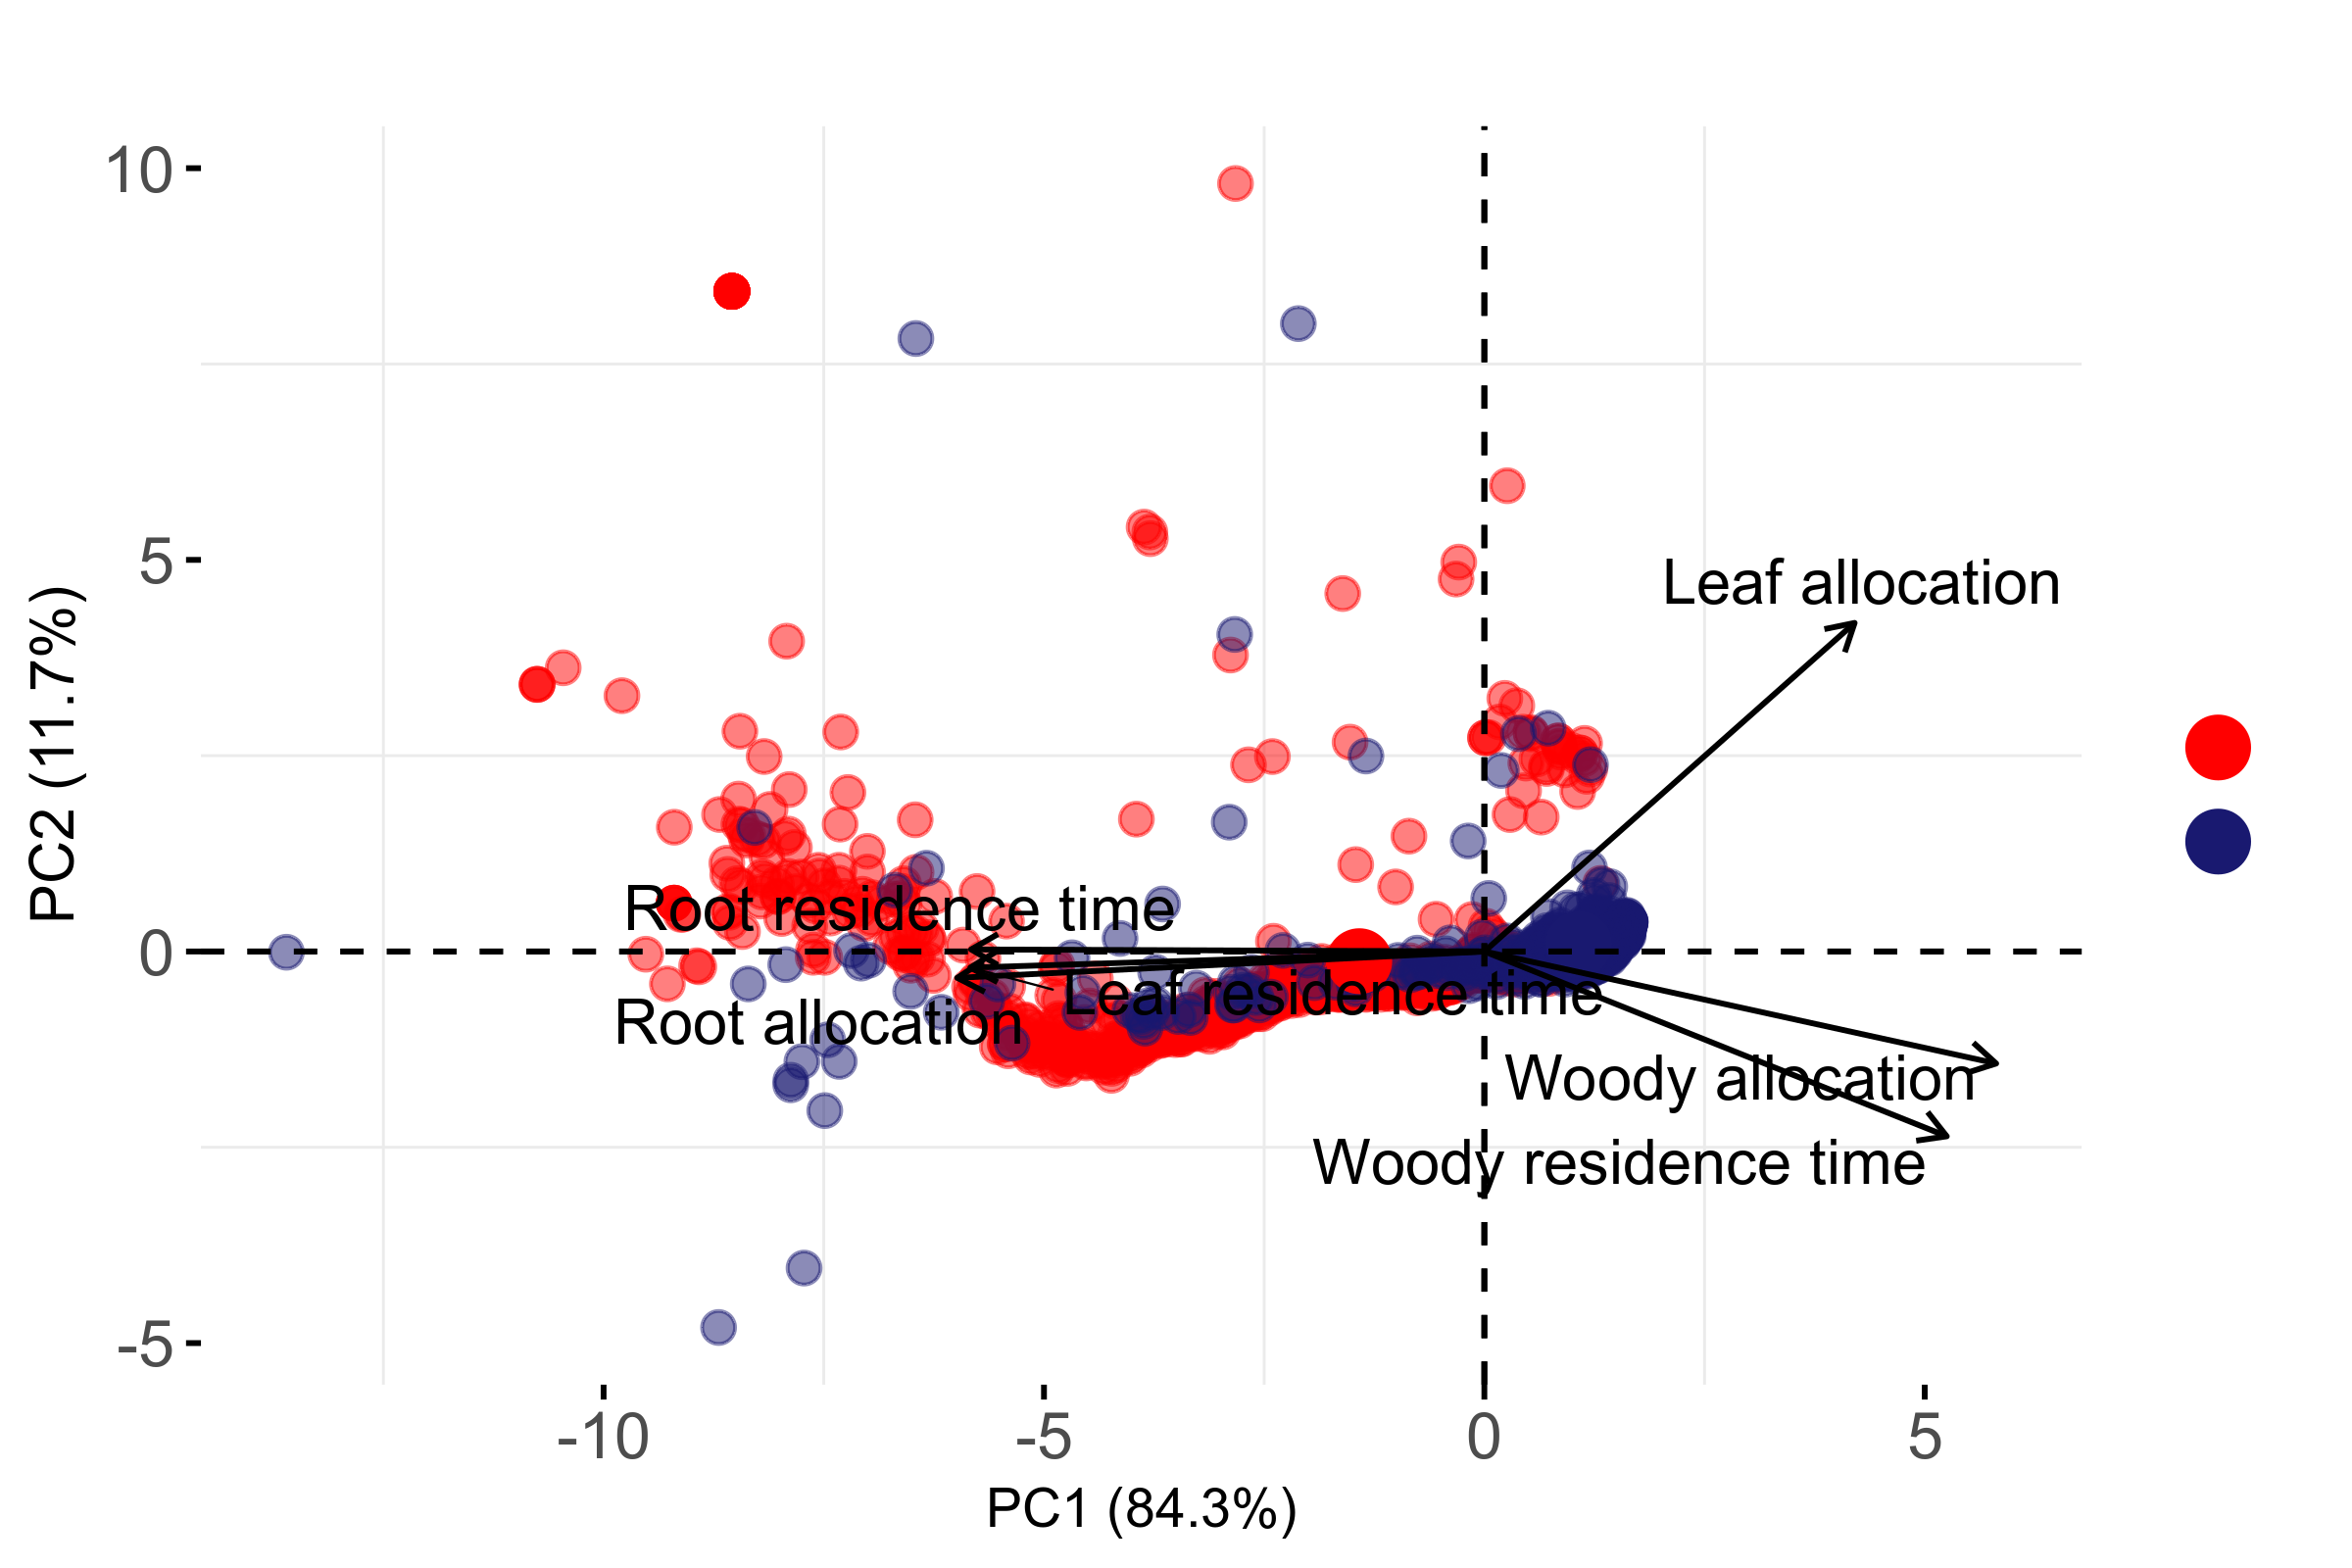 10
5
0
-5
PC2 (11.7%)
Leaf allocation
Root residence time
Leaf residence time
Root allocation
Woody allocation
Woody residence time
-10
-5
0
5
PC1 (84.3%)